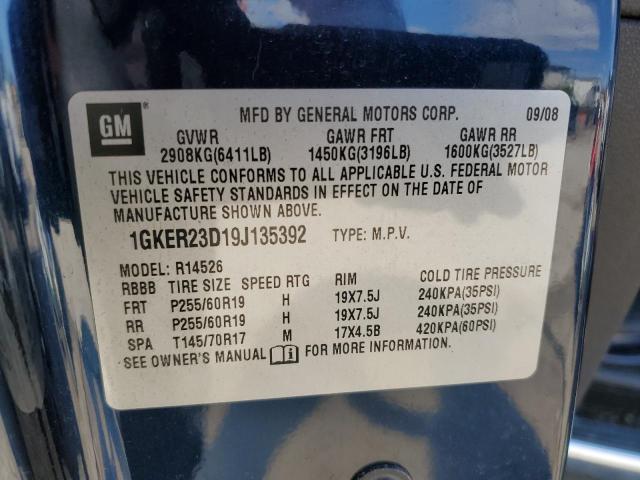 GM ® MFD BY GENERAL MOTORS CORP. 09/08
GVWR GAWR FRT GAWR RR
2908KG(6411LB) 1450KG(3196LB) 1600KG(3527LB)
THIS VEHICLE CONFORMS TO ALL APPLICABLE U.S. FEDERAL MOTOR
VEHICLE SAFETY STANDARDS IN EFFECT ON THE DATE OF
MANUFACTURE SHOWN ABOVE.
1GKER23D19J135392 TYPE: M.P.V.
MODEL: R14526
RBBB TIRE SIZE SPEED RTG RIM COLD TIRE PRESSURE
FRT P255/60R19 H 19X7.5J 240KPA(35PSI)
RR P255/60R19 H 19X7.5J 240KPA(35PSI)
SPA T145/70R17 M 17X4.5B 420KPA(60PSI)
SEE OWNER'S MANUAL FOR MORE INFORMATION.